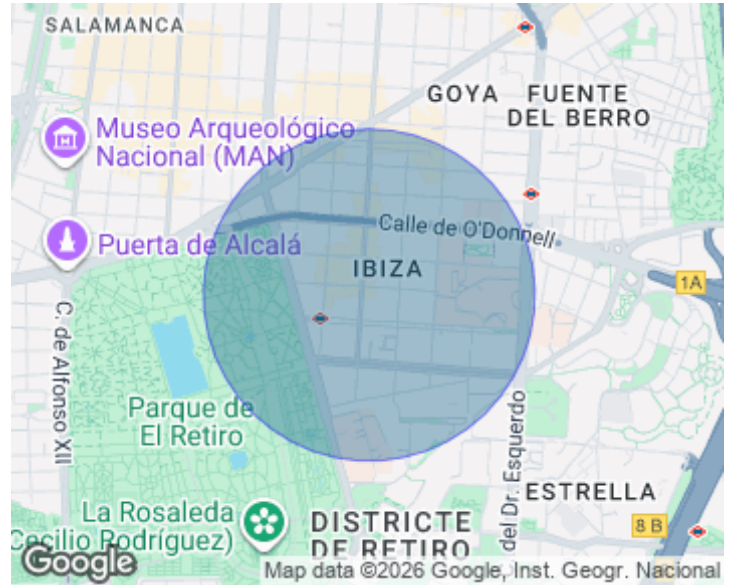 SALAMANCA
GOYA
FUENTE
DEL BERRO
Museo Arqueológico
Nacional (MAN)
Calle de O'Donnell
Puerta de Alcalá
IBIZA
1A
C. de Alfonso XII
Parque de
El Retiro
del Dr. Esquerdo
ESTRELLA
La Rosaleda
Cecilio Rodríguez)
DISTRICTE
DE RETIRO
8 B
Google
Map data ©2026 Google, Inst. Geogr. Nacional